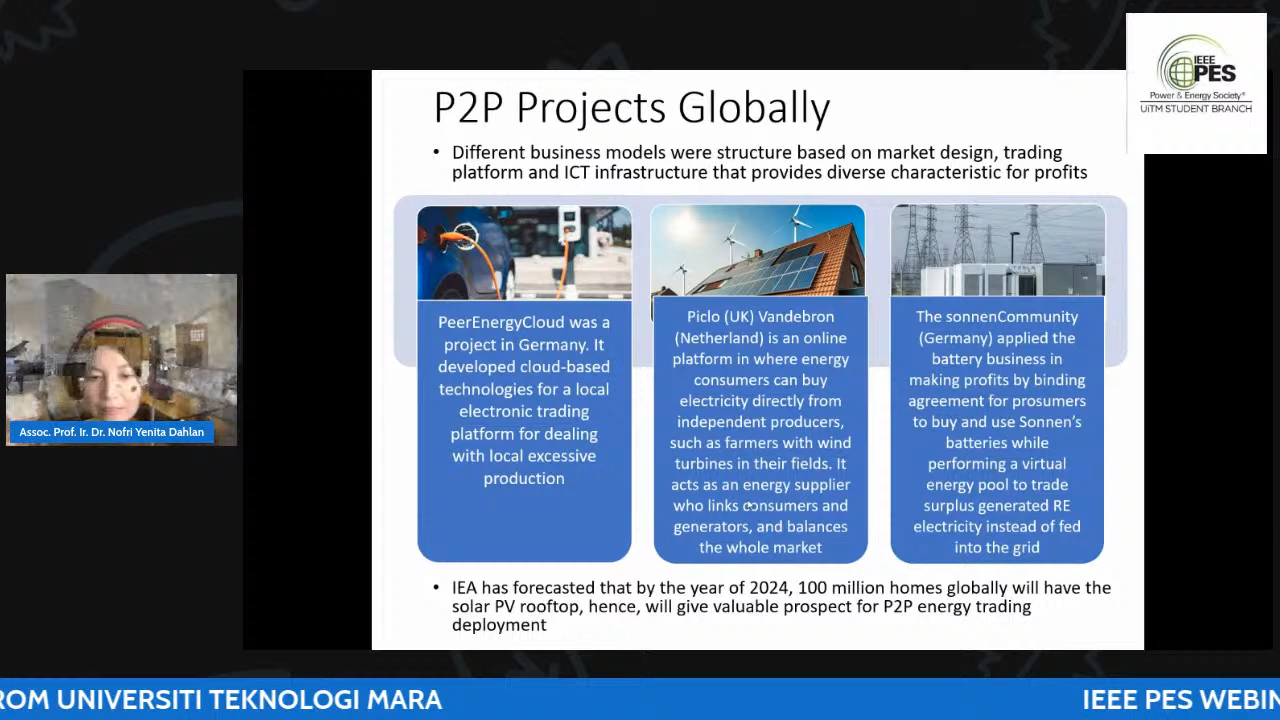 IEEE
PES
Power & Energy Society®
UiTM STUDENT BRANCH
P2P Projects Globally
• Different business models were structure based on market design, trading
platform and ICT infrastructure that provides diverse characteristic for profits
PeerEnergyCloud was a
project in Germany. It
developed cloud-based
technologies for a local
electronic trading
platform for dealing
with local excessive
production
Piclo (UK) Vandebron
(Netherland) is an online
platform in where energy
consumers can buy
electricity directly from
independent producers,
such as farmers with wind
turbines in their fields. It
acts as an energy supplier
who links consumers and
generators, and balances
the whole market
The sonnenCommunity
(Germany) applied the
battery business in
making profits by binding
agreement for prosumers
to buy and use Sonnen's
batteries while
performing a virtual
energy pool to trade
surplus generated RE
electricity instead of fed
into the grid
• IEA has forecasted that by the year of 2024, 100 million homes globally will have the
solar PV rooftop, hence, will give valuable prospect for P2P energy trading
deployment
Assoc. Prof. Ir. Dr. Nofri Yenita Dahlan
ROM UNIVERSITI TEKNOLOGI MARA
IEEE PES WEBIN